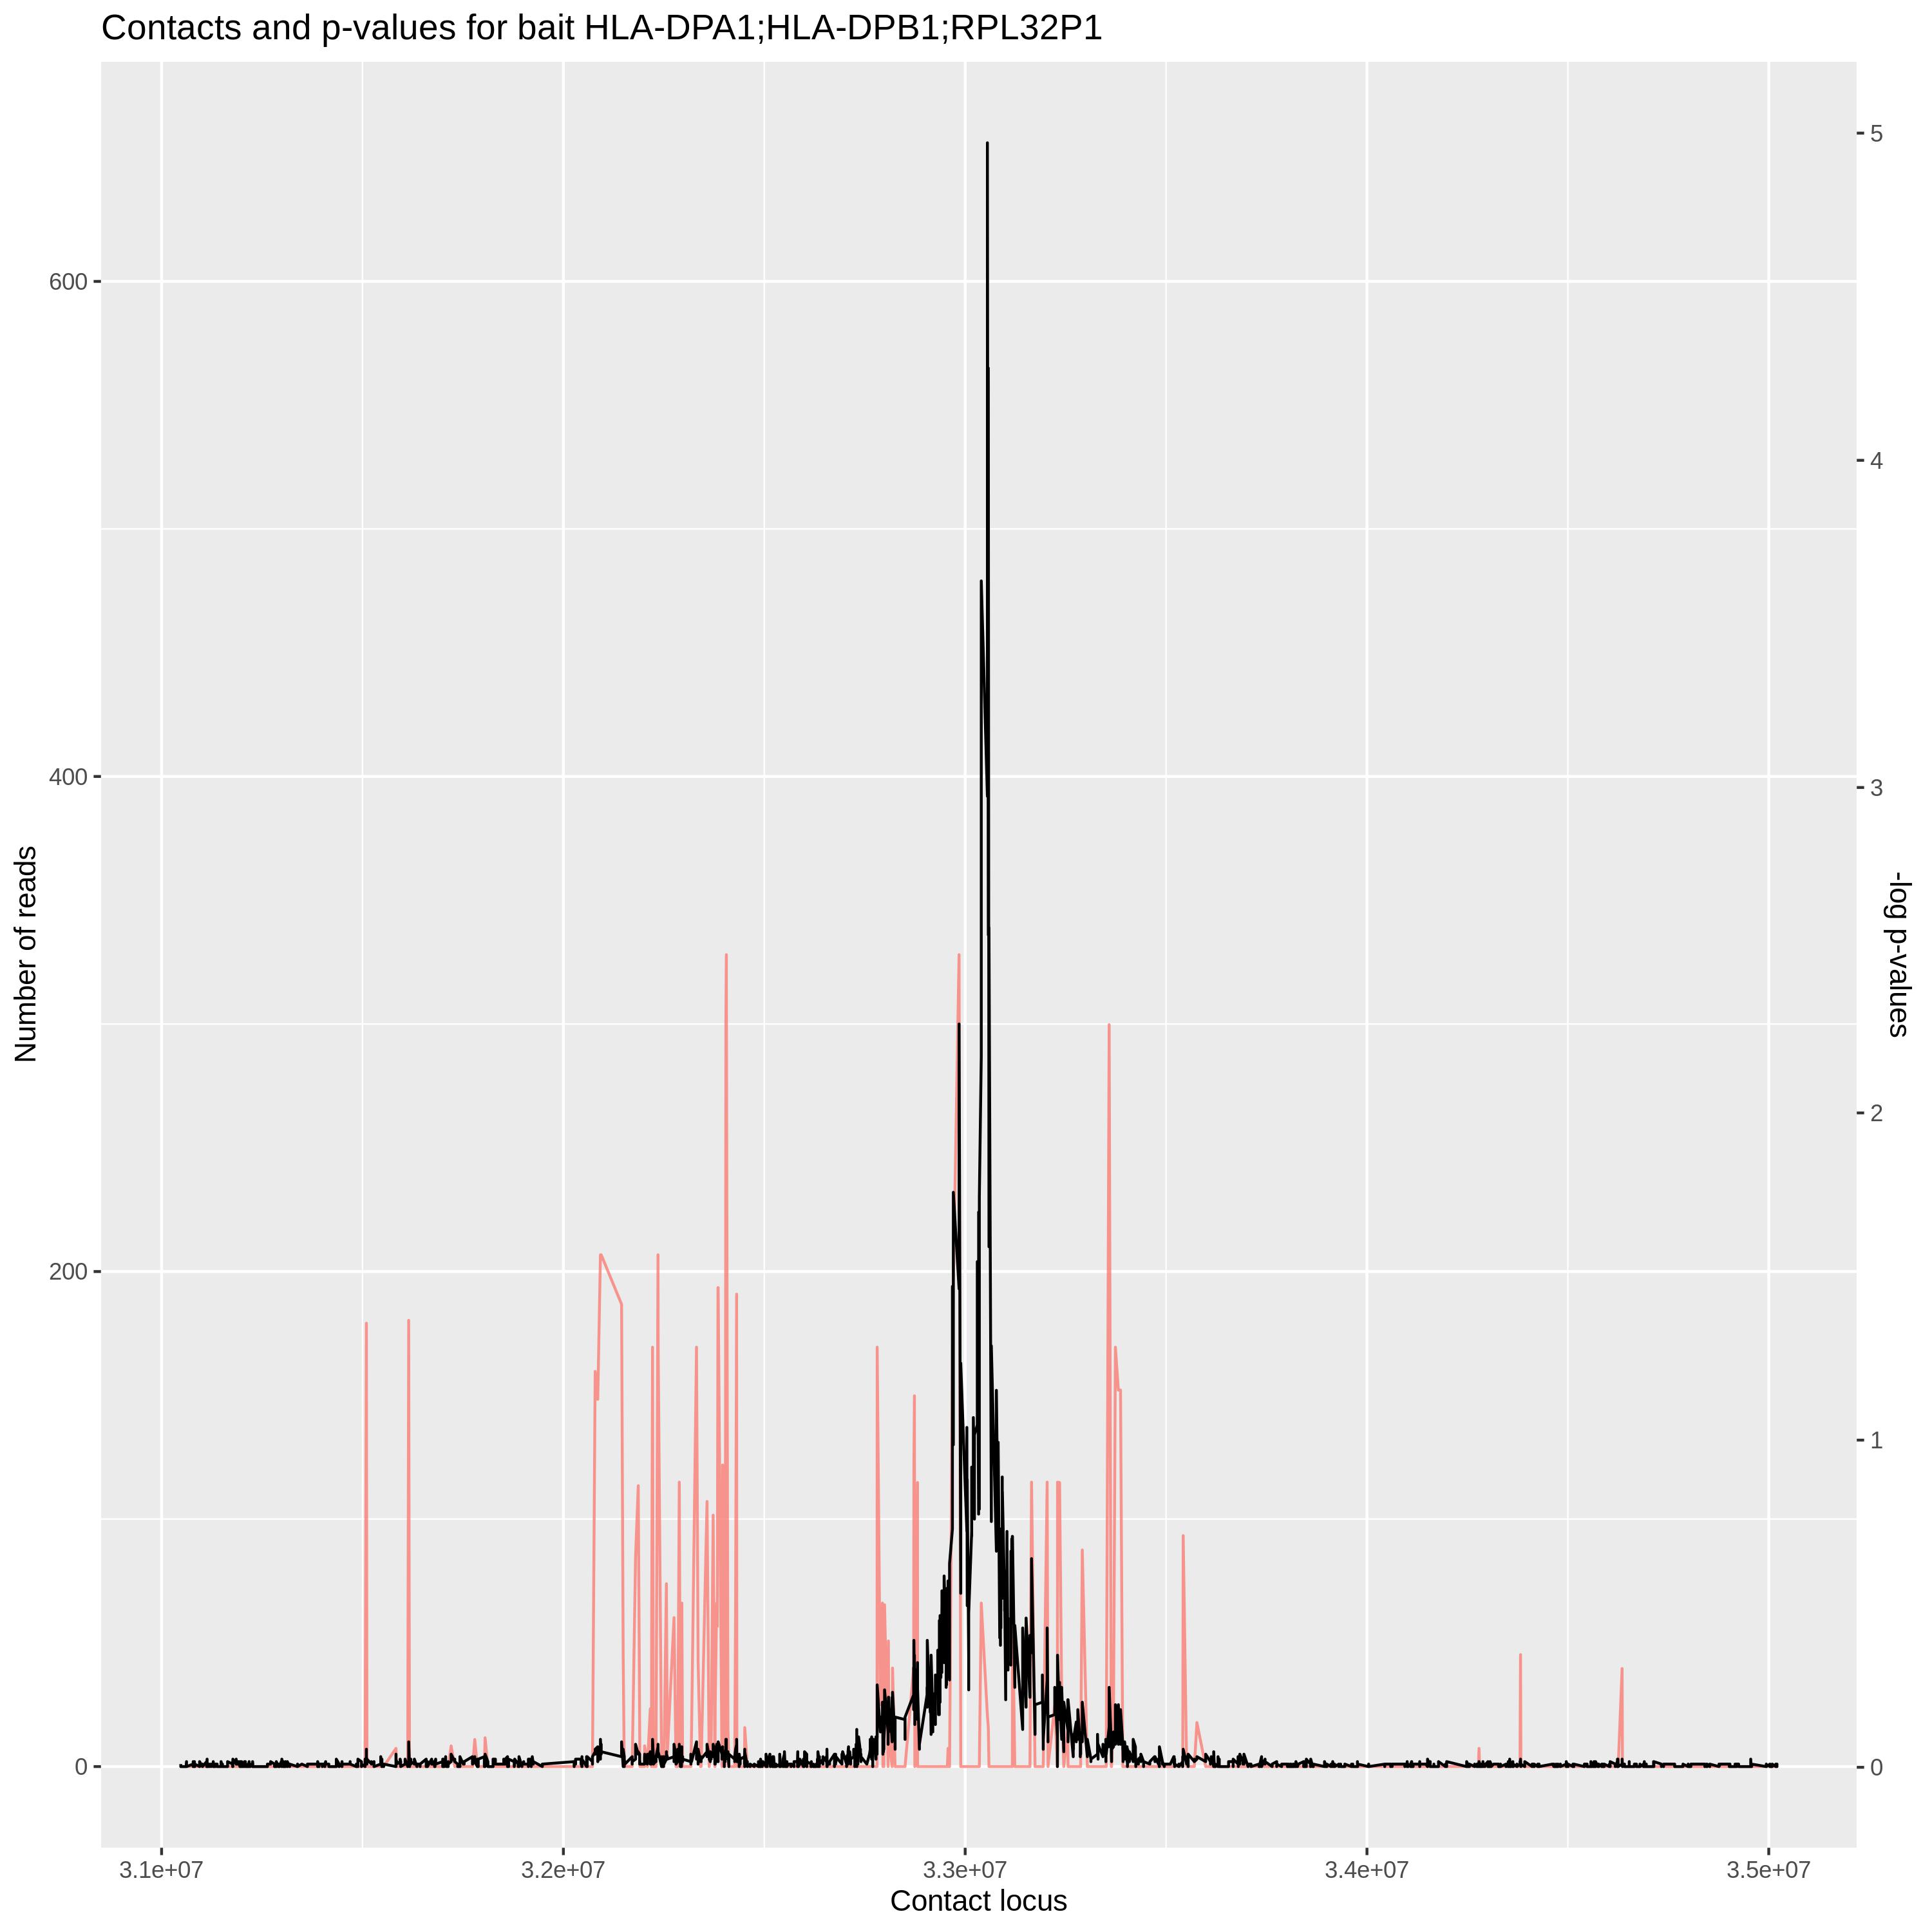 Contacts and p-values for bait HLA-DPA1;HLA-DPB1;RPL32P1
Number of reads
600
400
200
0
5
4
3
2
1
0
-log p-values
3.1e+07 3.2e+07 3.3e+07 3.4e+07 3.5e+07
Contact locus